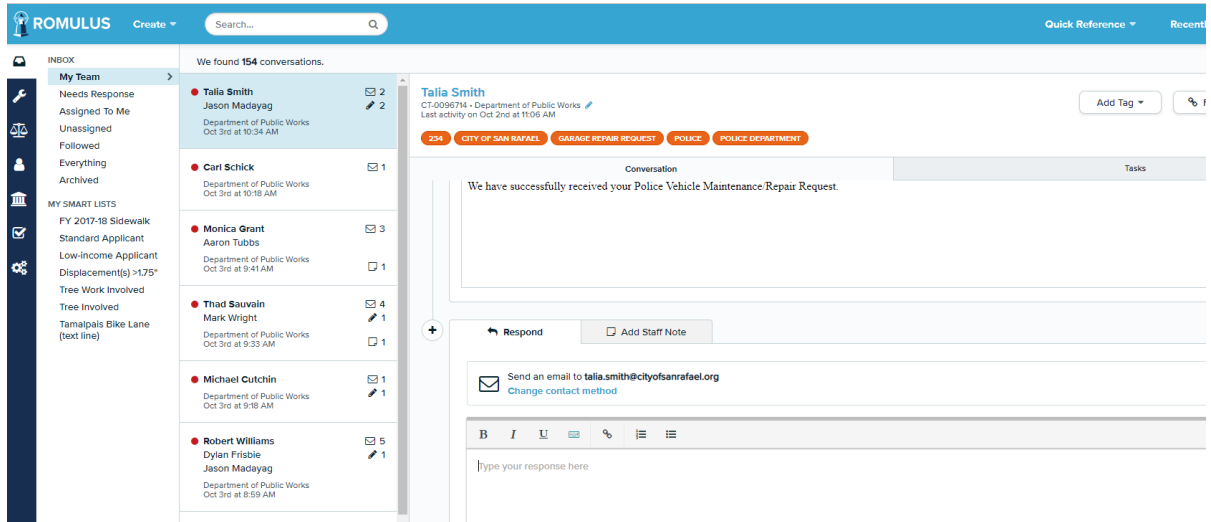 ROMULUS Create Search... Quick Reference Recent
INBOX
My Team
Needs Response
Assigned To Me
Unassigned
Followed
Everything
Archived
MY SMART LISTS
FY 2017-18 Sidewalk
Standard Applicant
Low-income Applicant
Displacement(s) >1.75"
Tree Work Involved
Tree Involved
Tamalpais Bike Lane
(text line)
We found 154 conversations.
Talia Smith 2
Jason Madayag 2
Department of Public Works
Oct 3rd at 10:34 AM
Carl Schick 1
Department of Public Works
Oct 3rd at 10:18 AM
Monica Grant 3
Aaron Tubbs
Department of Public Works
Oct 3rd at 9:41 AM 1
Thad Sauvain 4
Mark Wright 1
Department of Public Works
Oct 3rd at 9:33 AM 1
Michael Cutchin 1
Department of Public Works 1
Oct 3rd at 9:18 AM
Robert Williams 5
Dylan Frisbie 1
Jason Madayag
Department of Public Works
Oct 3rd at 8:59 AM
Talia Smith
CT-0096714 • Department of Public Works
Last activity on Oct 2nd at 11:06 AM
Add Tag
234 CITY OF SAN RAFAEL GARAGE REPAIR REQUEST POLICE POLICE DEPARTMENT
Conversation Tasks
We have successfully received your Police Vehicle Maintenance/Repair Request.
Respond Add Staff Note
Send an email to talia.smith@cityofsanrafael.org
Change contact method
B I U
Type your response here